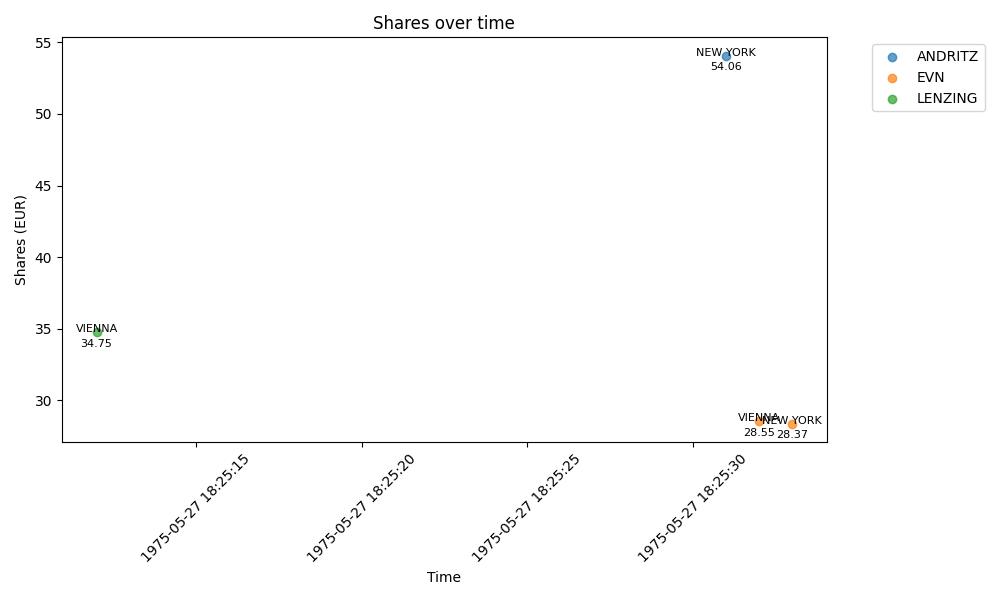 Shares over time
ANDRITZ
EVN
LENZING
Shares (EUR)
55
50
45
40
35
30
NEW YORK
54.06
VIENNA
34.75
VIENNA
28.55
NEW YORK
28.37
1975-05-27 18:25:15
1975-05-27 18:25:20
1975-05-27 18:25:25
1975-05-27 18:25:30
Time